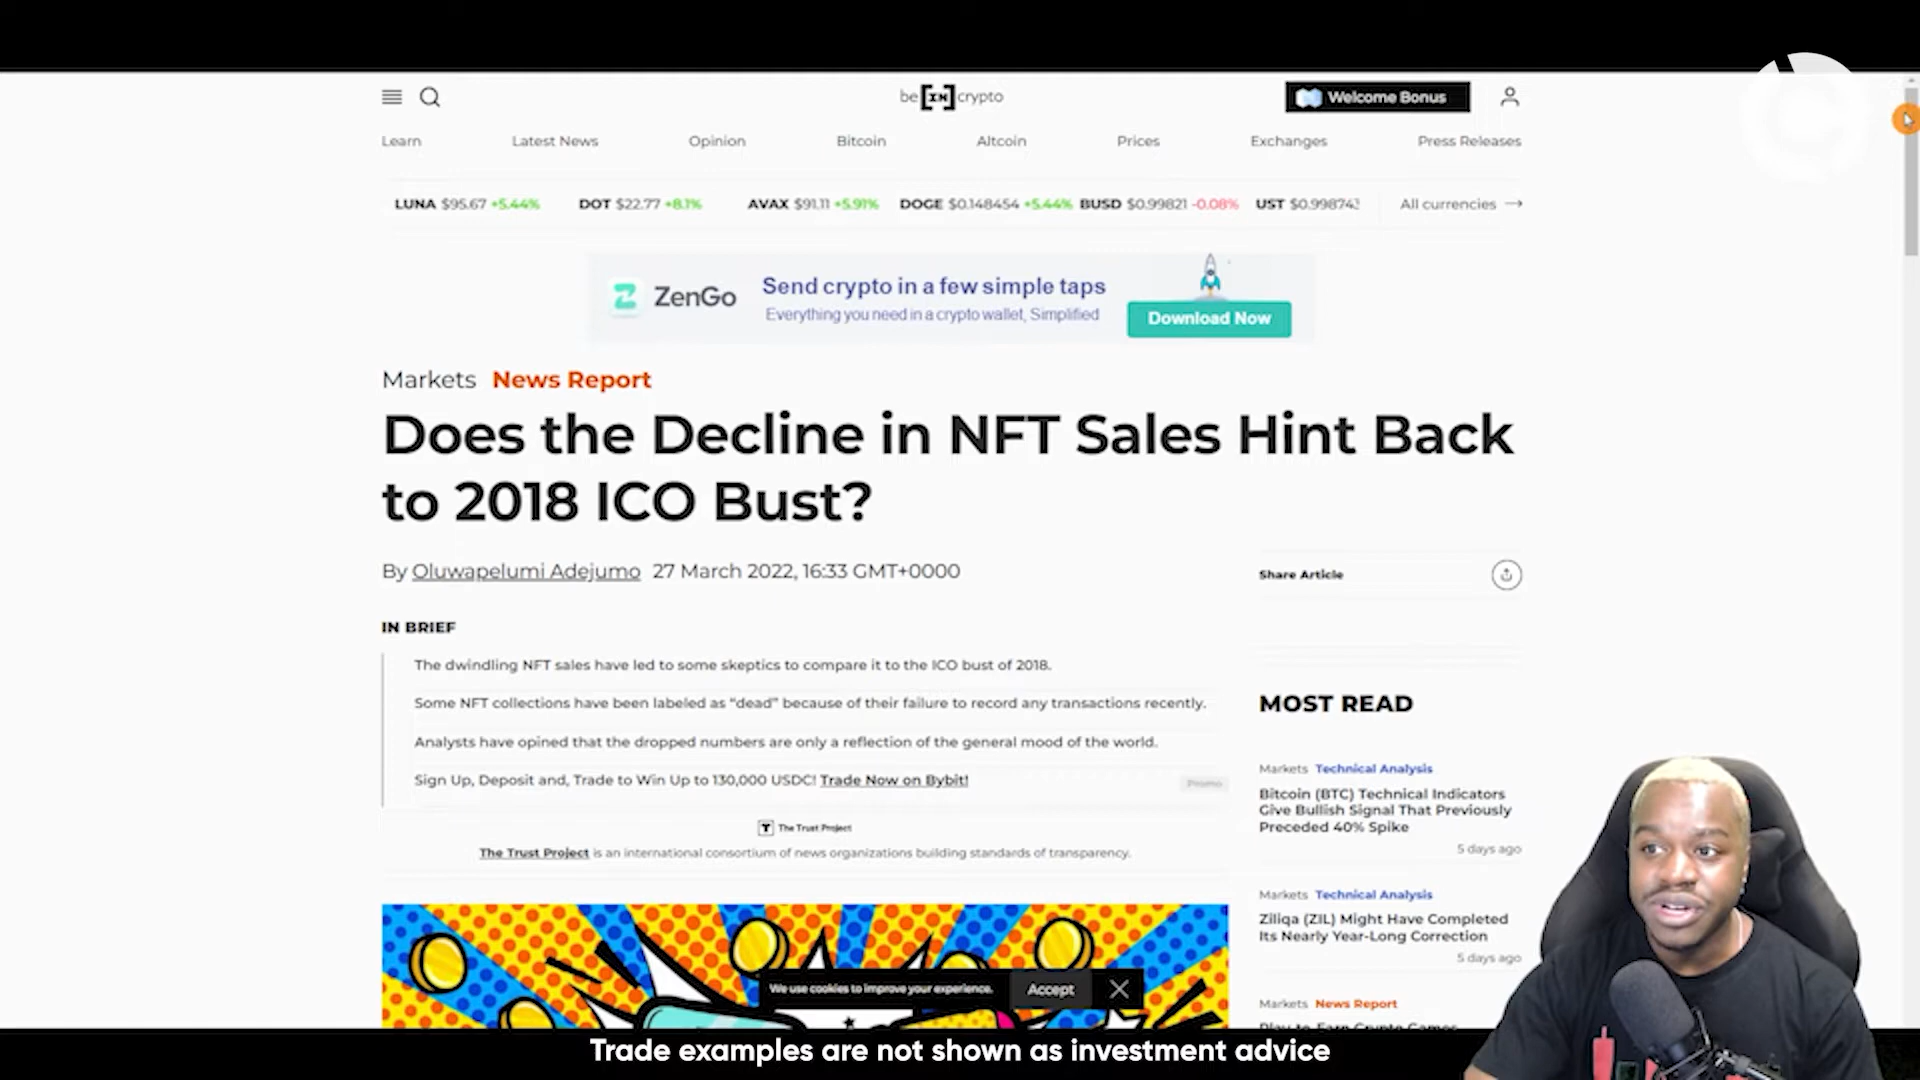 be[IN]crypto
Welcome Bonus
Learn Latest News Opinion Bitcoin Altcoin Prices Exchanges Press Releases
LUNA $95.67 +5.44% DOT $22.77 +8.1% AVAX $91.11 +5.91% DOGE $0.148454 +5.44% BUSD $0.99821 -0.08% UST $0.998743 All currencies →
ZenGo
Send crypto in a few simple taps
Everything you need in a crypto wallet, Simplified
Download Now
Markets News Report
Does the Decline in NFT Sales Hint Back
to 2018 ICO Bust?
By Oluwapelumi Adejumo 27 March 2022, 16:33 GMT+0000
Share Article
IN BRIEF
The dwindling NFT sales have led to some skeptics to compare it to the ICO bust of 2018.
Some NFT collections have been labeled as “dead” because of their failure to record any transactions recently.
Analysts have opined that the dropped numbers are only a reflection of the general mood of the world.
Sign Up, Deposit and, Trade to Win Up to 130,000 USDC! Trade Now on Bybit!
Promo
The Trust Project
The Trust Project is an international consortium of news organizations building standards of transparency.
MOST READ
Markets Technical Analysis
Bitcoin (BTC) Technical Indicators
Give Bullish Signal That Previously
Preceded 40% Spike
5 days ago
Markets Technical Analysis
Ziliqa (ZIL) Might Have Completed
Its Nearly Year-Long Correction
5 days ago
Markets News Report
Play-to-Earn Crypto Games
We use cookies to improve your experience.
Accept
Trade examples are not shown as investment advice